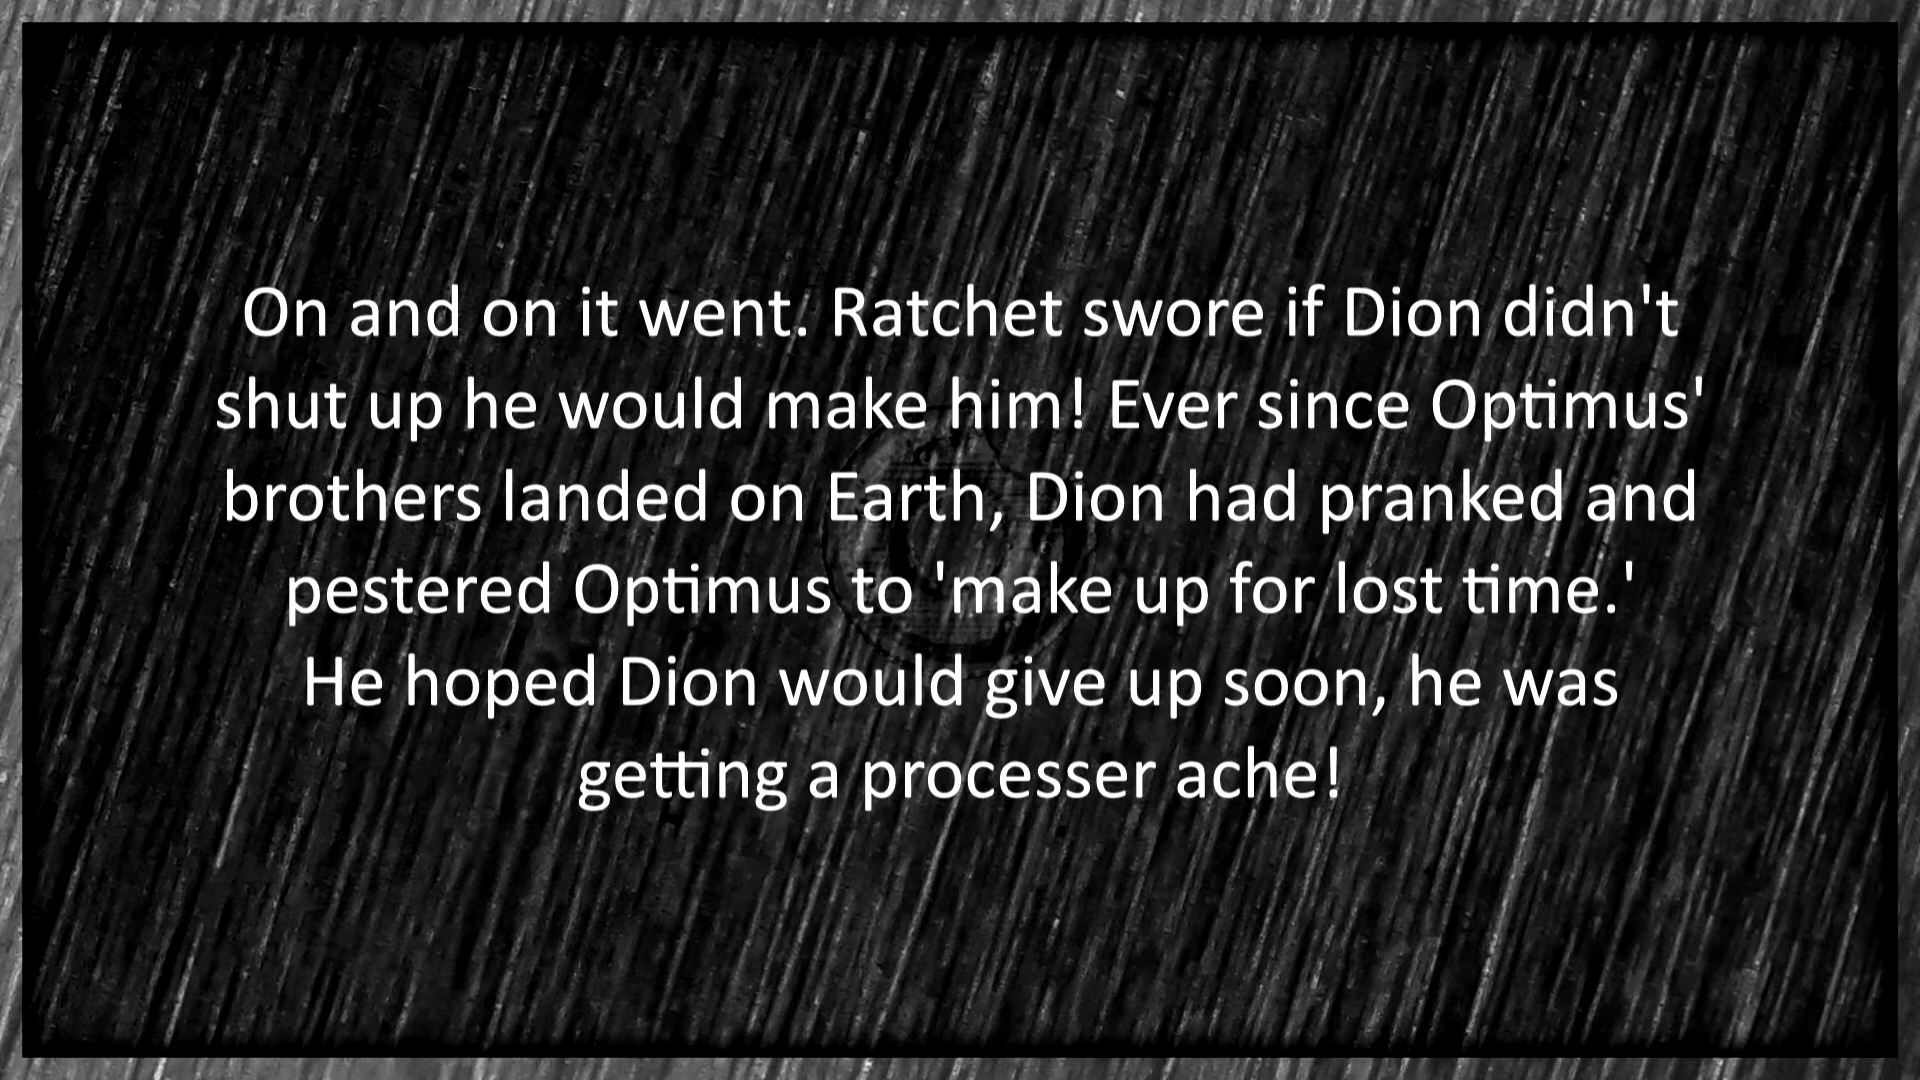 On and on it went. Ratchet swore if Dion didn't
shut up he would make him! Ever since Optimus'
brothers landed on Earth, Dion had pranked and
pestered Optimus to 'make up for lost time.'
He hoped Dion would give up soon, he was
getting a processer ache!